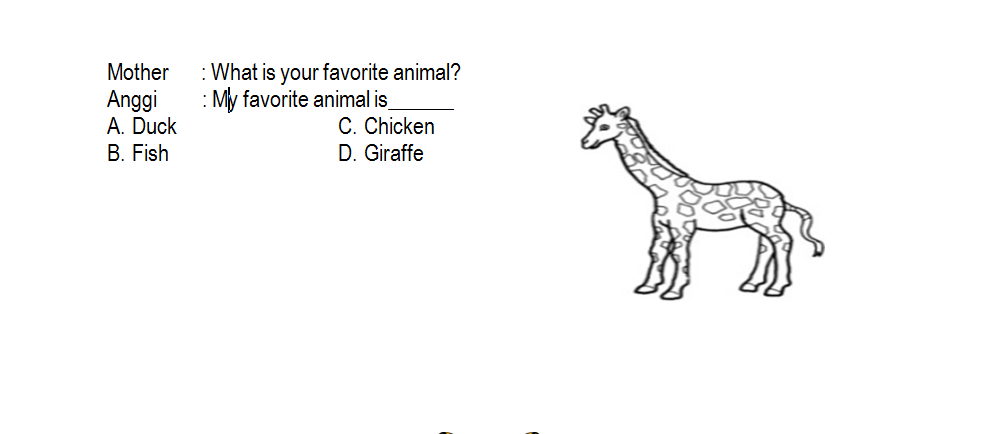 Mother : What is your favorite animal?
Anggi : My favorite animal is______
A. Duck C. Chicken
B. Fish D. Giraffe